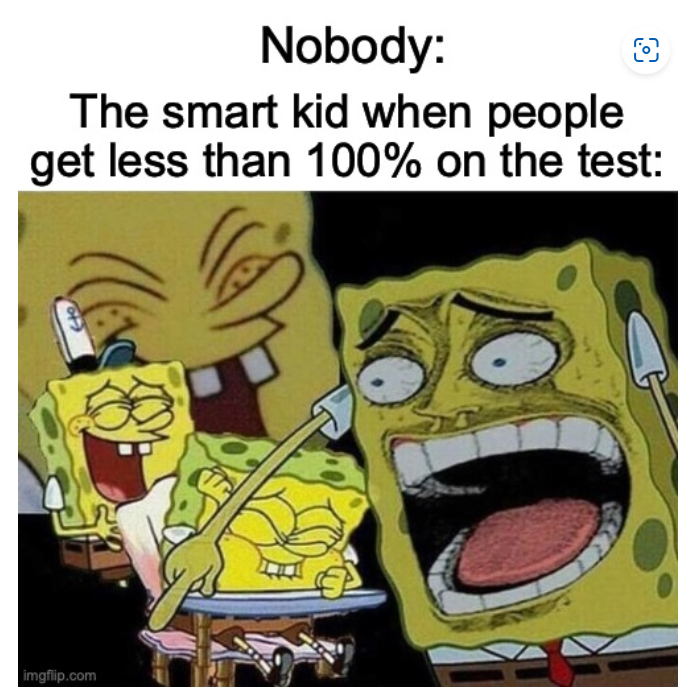 Nobody:
The smart kid when people
get less than 100% on the test:
imgflip.com